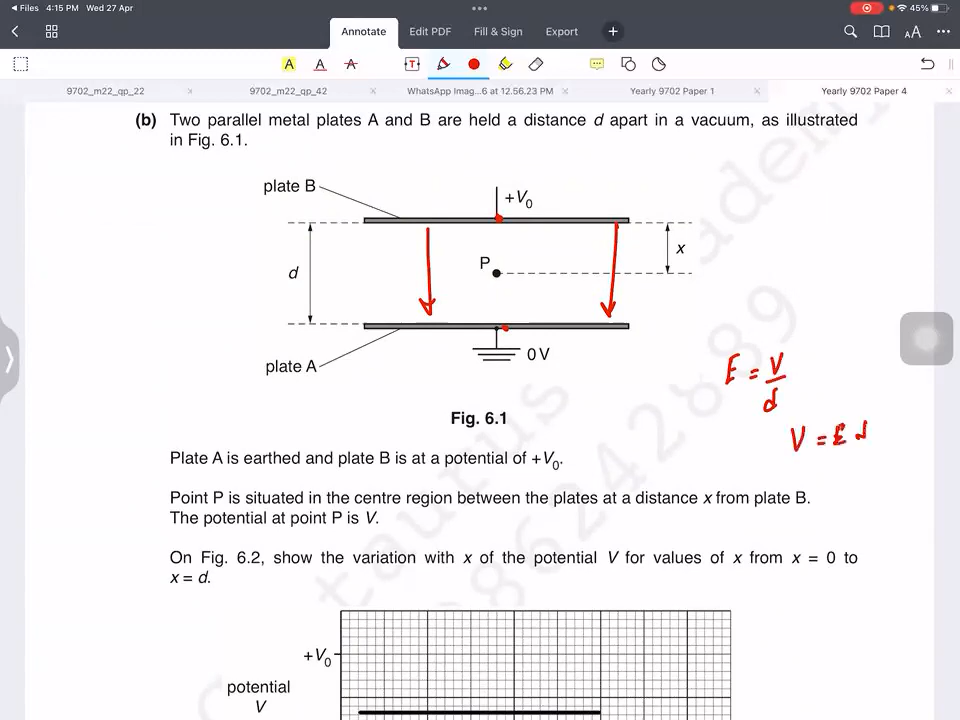 Files 4:15 PM Wed 27 Apr 45%
Annotate Edit PDF Fill & Sign Export
AA
A A A T
9702_m22_qp_22 9702_m22_qp_42 WhatsApp Imag...6 at 12.56.23 PM Yearly 9702 Paper 1 Yearly 9702 Paper 4
(b) Two parallel metal plates A and B are held a distance d apart in a vacuum, as illustrated
in Fig. 6.1.
plate B
+V₀
x
P
d
0 V
plate A
E = V/d
V = Ed
Fig. 6.1
Plate A is earthed and plate B is at a potential of +V₀.
Point P is situated in the centre region between the plates at a distance x from plate B.
The potential at point P is V.
On Fig. 6.2, show the variation with x of the potential V for values of x from x = 0 to
x = d.
+V₀
potential
V